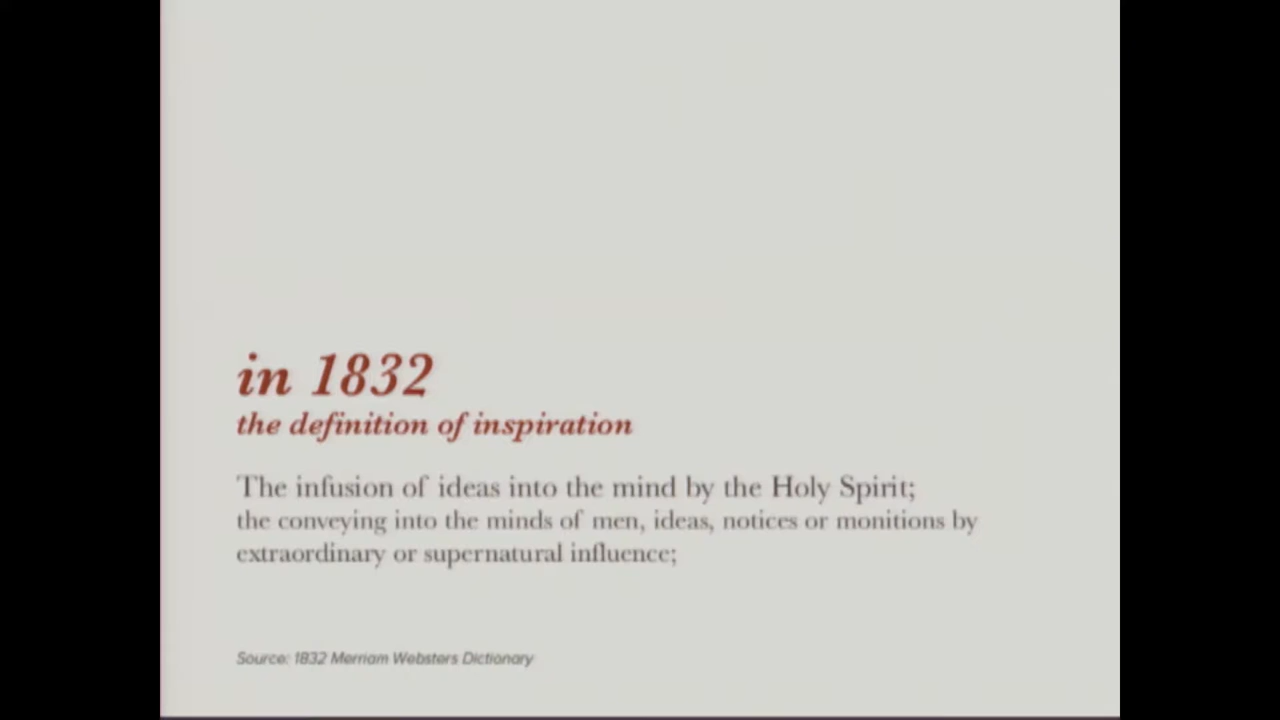 in 1832
the definition of inspiration
The infusion of ideas into the mind by the Holy Spirit;
the conveying into the minds of men, ideas, notices or monitions by
extraordinary or supernatural influence;
Source: 1832 Merriam Websters Dictionary